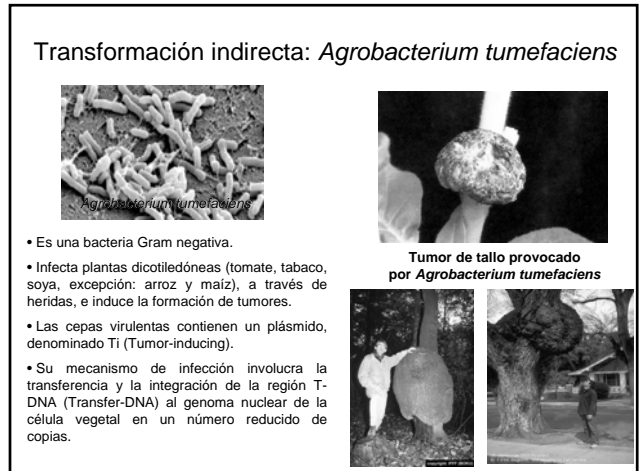 Transformación indirecta: Agrobacterium tumefaciens
Agrobacterium tumefaciens
• Es una bacteria Gram negativa.
• Infecta plantas dicotiledóneas (tomate, tabaco,
soya, excepción: arroz y maíz), a través de
heridas, e induce la formación de tumores.
• Las cepas virulentas contienen un plásmido,
denominado Ti (Tumor-inducing).
• Su mecanismo de infección involucra la
transferencia y la integración de la región T-
DNA (Transfer-DNA) al genoma nuclear de la
célula vegetal en un número reducido de
copias.
Tumor de tallo provocado
por Agrobacterium tumefaciens